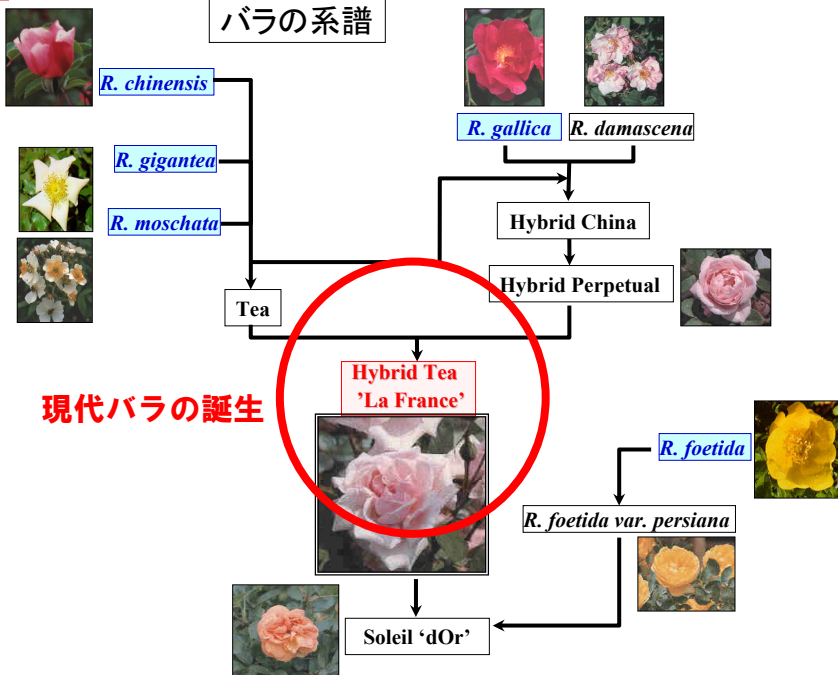 バラの系譜
R. chinensis
R. gigantea
R. moschata
R. gallica
R. damascena
Hybrid China
Hybrid Perpetual
Tea
Hybrid Tea
’La France’
現代バラの誕生
R. foetida
R. foetida var. persiana
Soleil ‘dOr’